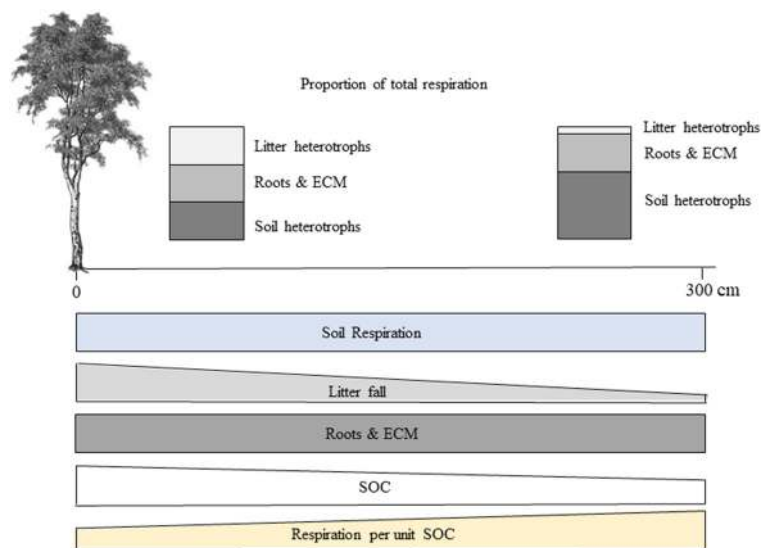 Proportion of total respiration
Litter heterotrophs
Roots & ECM
Soil heterotrophs
Litter heterotrophs
Roots & ECM
Soil heterotrophs
0
300 cm
Soil Respiration
Litter fall
Roots & ECM
SOC
Respiration per unit SOC